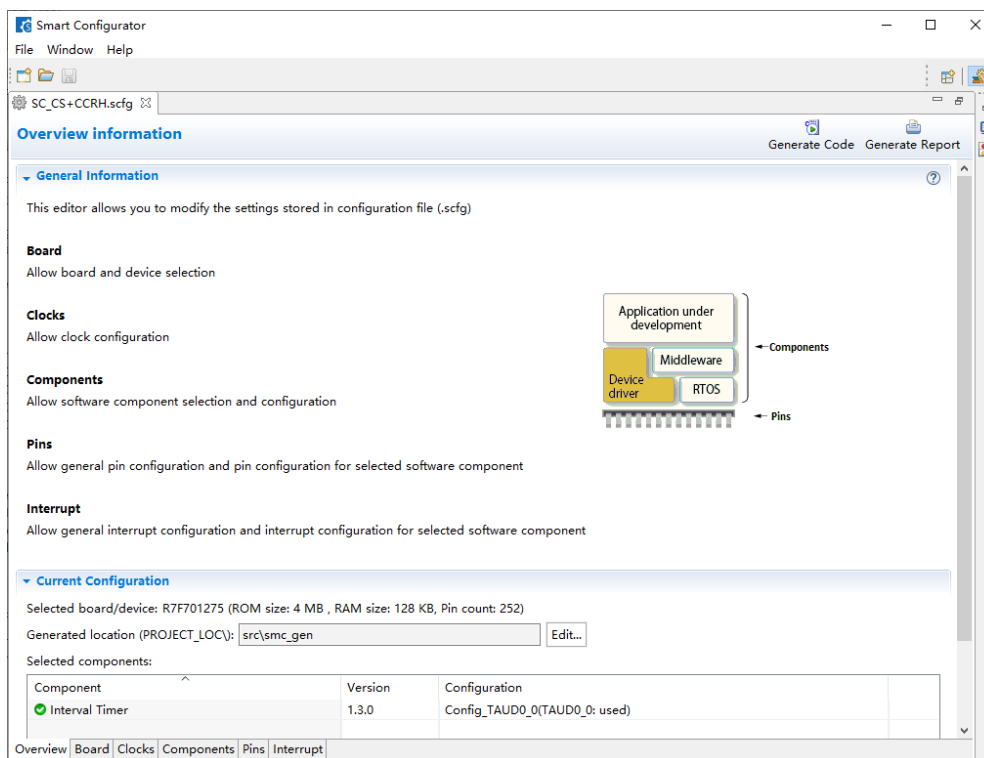 Smart Configurator
File Window Help
SC_CS+CCRH.scfg
Overview information
Generate Code Generate Report
General Information
This editor allows you to modify the settings stored in configuration file (.scfg)
Board
Allow board and device selection
Clocks
Allow clock configuration
Components
Allow software component selection and configuration
Pins
Allow general pin configuration and pin configuration for selected software component
Interrupt
Allow general interrupt configuration and interrupt configuration for selected software component
Application under
development
Middleware
Device
driver
RTOS
Components
Pins
Current Configuration
Selected board/device: R7F701275 (ROM size: 4 MB , RAM size: 128 KB, Pin count: 252)
Generated location (PROJECT_LOC\): src\smc_gen Edit...
Selected components:
Component Version Configuration
Interval Timer 1.3.0 Config_TAUD0_0(TAUD0_0: used)
Overview Board Clocks Components Pins Interrupt